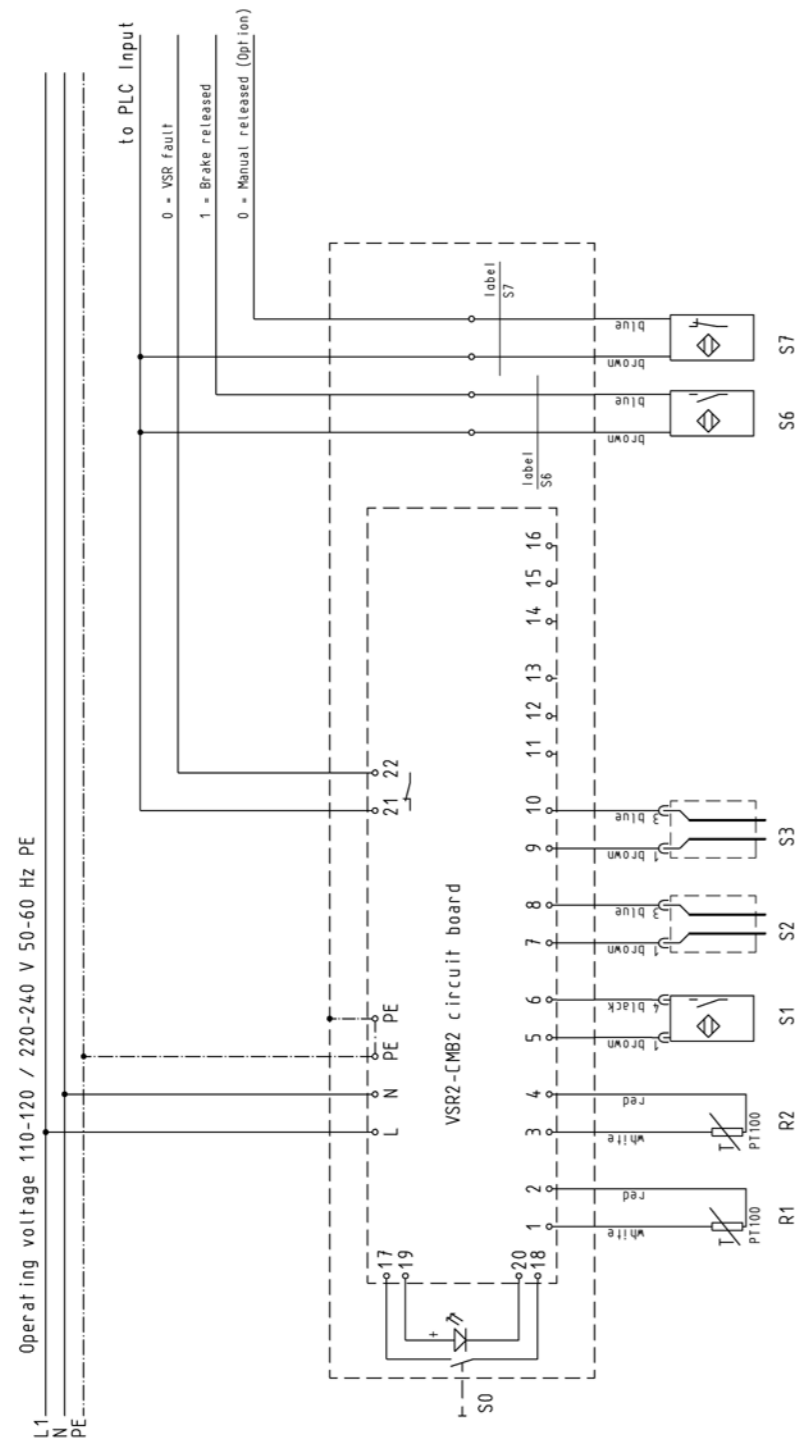 Operating voltage 110-120 / 220-240 V 50-60 Hz PE
L1
N
PE
to PLC Input
0 = VSR fault
1 = Brake released
0 = Manual released (Option)
L
N
PE
PE
21
22
17
19
20
18
+
S0
VSR2-CMB2 circuit board
label
S6
label
S7
1
2
3
4
5
6
7
8
9
10
11
12
13
14
15
16
white
red
white
red
1 brown
4 black
1 brown
3 blue
1 brown
3 blue
brown
blue
brown
blue
T
PT100
T
PT100
R1
R2
S1
S2
S3
S6
S7